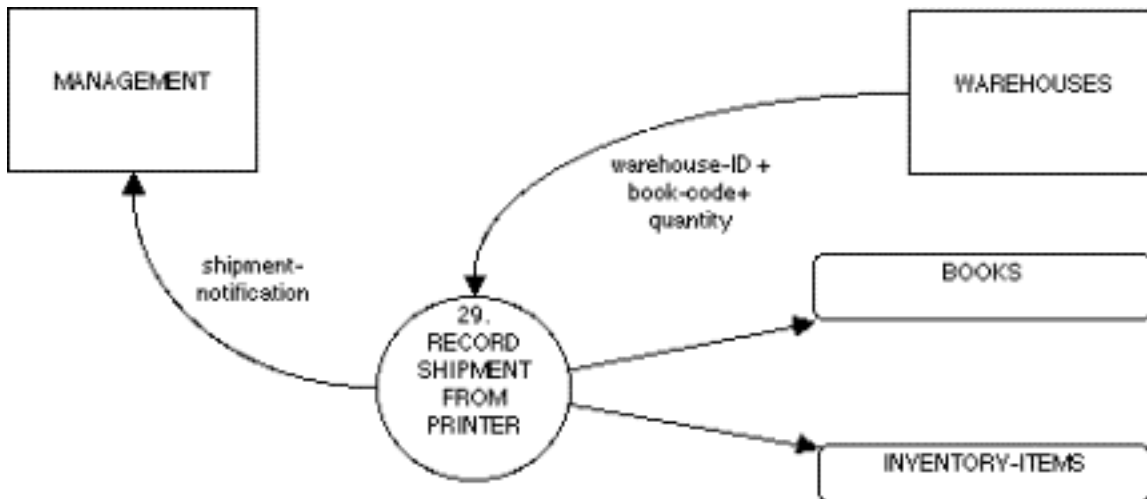 MANAGEMENT
WAREHOUSES
warehouse-ID +
book-code+
quantity
shipment-
notification
BOOKS
29.
RECORD
SHIPMENT
FROM
PRINTER
INVENTORY-ITEMS